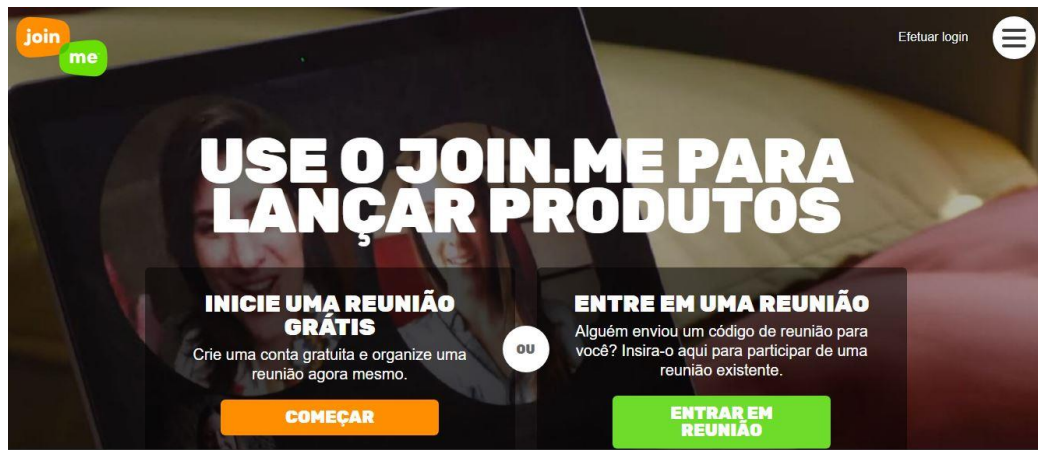 join
me
Efetuar login
USE O JOIN.ME PARA
LANÇAR PRODUTOS
INICIE UMA REUNIÃO
GRÁTIS
Crie uma conta gratuita e organize uma
reunião agora mesmo.
COMEÇAR
OU
ENTRE EM UMA REUNIÃO
Alguém enviou um código de reunião para
você? Insira-o aqui para participar de uma
reunião existente.
ENTRAR EM
REUNIÃO